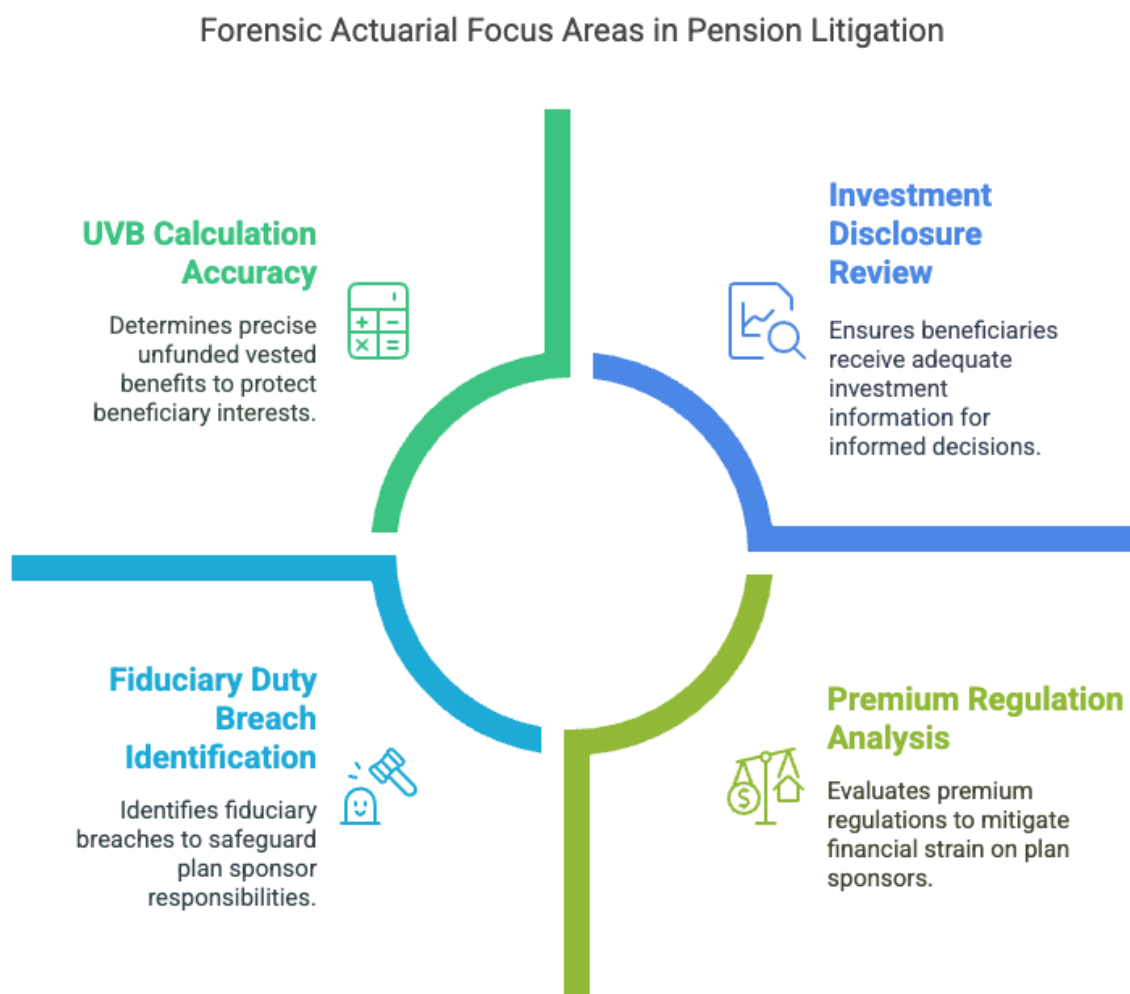 Forensic Actuarial Focus Areas in Pension Litigation
UVB Calculation
Accuracy
Determines precise
unfunded vested
benefits to protect
beneficiary interests.
Investment
Disclosure
Review
Ensures beneficiaries
receive adequate
investment
information for
informed decisions.
Fiduciary Duty
Breach
Identification
Identifies fiduciary
breaches to safeguard
plan sponsor
responsibilities.
Premium Regulation
Analysis
Evaluates premium
regulations to mitigate
financial strain on plan
sponsors.